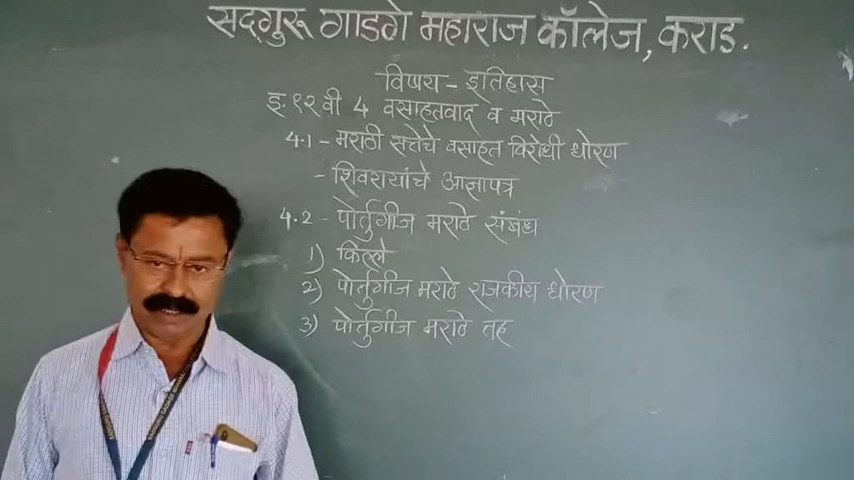 सद्गुरू गाडगे महाराज कॉलेज, कराड.
विषय - इतिहास
इ. १२ वी 4 वसाहतवाद व मराठे
4.1 - मराठी सत्तेचे वसाहत विरोधी धोरण
- शिवरायांचे आज्ञापत्र
4.2 - पोर्तुगीज मराठे संबंध
1) किल्ले
2) पोर्तुगीज मराठे राजकीय धोरण
3) पोर्तुगीज मराठे तह